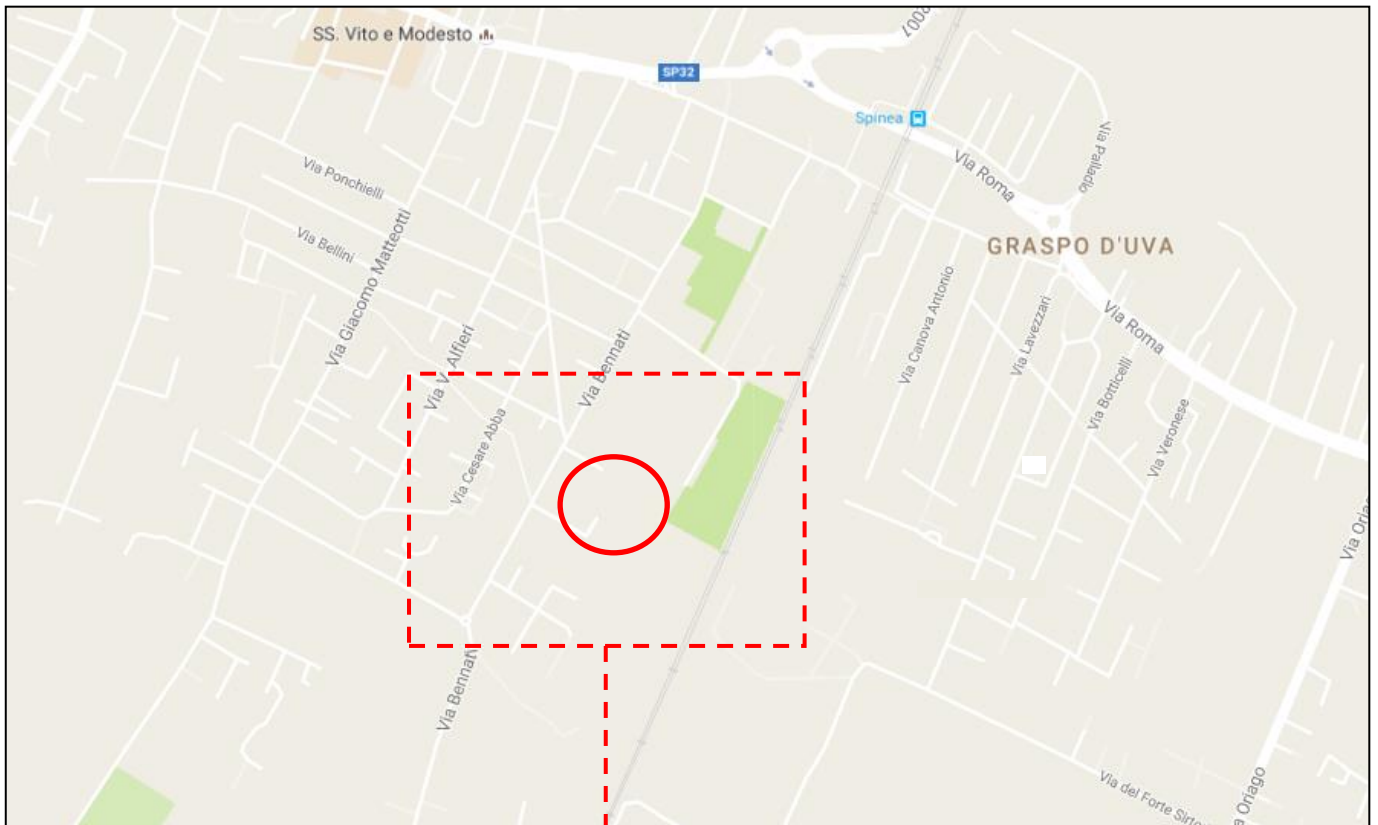 SS. Vito e Modesto
SP32
Spinea
Via Palladio
Via Roma
Via Ponchielli
Via Bellini
Via Giacomo Matteotti
GRASPO D'UVA
Via Canova Antonio
Via Lavezzari
Via Roma
Via V. Alfieri
Via Bennati
Via Botticelli
Via Veronese
Via Cesare Abba
Via Bennati
Via del Forte
Oriago